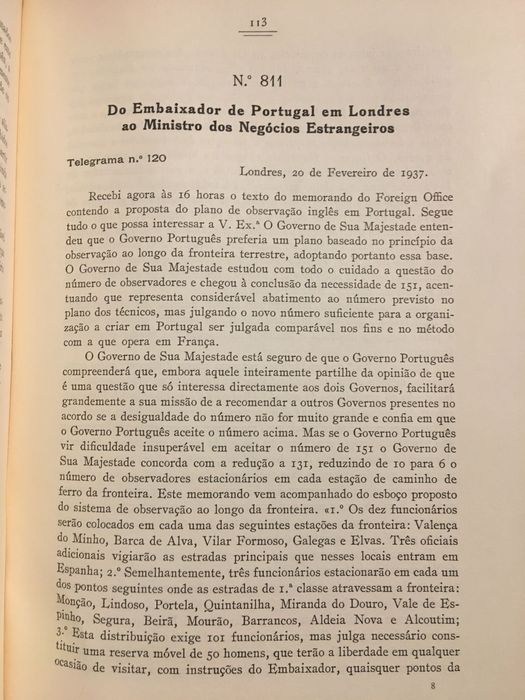 113
N.º 811
Do Embaixador de Portugal em Londres
ao Ministro dos Negócios Estrangeiros
Telegrama n.º 120
Londres, 20 de Fevereiro de 1937.
Recebi agora às 16 horas o texto do memorando do Foreign Office
contendo a proposta do plano de observação inglês em Portugal. Segue
tudo o que possa interessar a V. Ex.ª O Governo de Sua Majestade enten-
deu que o Governo Português preferia um plano baseado no princípio da
observação ao longo da fronteira terrestre, adoptando portanto essa base.
O Governo de Sua Majestade estudou com todo o cuidado a questão do
número de observadores e chegou à conclusão da necessidade de 151, acen-
tuando que representa considerável abatimento ao número previsto no
plano dos técnicos, mas julgando o novo número suficiente para a organi-
zação a criar em Portugal ser julgada comparável nos fins e no método
com a que opera em França.
O Governo de Sua Majestade está seguro de que o Governo Português
compreenderá que, embora aquele inteiramente partilhe da opinião de que
é uma questão que só interessa directamente aos dois Governos, facilitará
grandemente a sua missão de a recomendar a outros Governos presentes no
acordo se a desigualdade do número não for muito grande e confia em que
o Governo Português aceite o número acima. Mas se o Governo Português
vir dificuldade insuperável em aceitar o número de 151 o Governo de
Sua Majestade concorda com a redução a 131, reduzindo de 10 para 6 o
número de observadores estacionários em cada estação de caminho de
ferro da fronteira. Este memorando vem acompanhado do esboço proposto
do sistema de observação ao longo da fronteira. «1.º Os dez funcionários
serão colocados em cada uma das seguintes estações da fronteira: Valença
do Minho, Barca de Alva, Vilar Formoso, Galegas e Elvas. Três oficiais
adicionais vigiarão as estradas principais que nesses locais entram em
Espanha; 2.º Semelhantemente, três funcionários estacionarão em cada um
dos pontos seguintes onde as estradas de 1.ª classe atravessam a fronteira:
Monção, Lindoso, Portela, Quintanilha, Miranda do Douro, Vale de Es-
pinho, Segura, Beirã, Mourão, Barrancos, Aldeia Nova e Alcoutim;
3.º Esta distribuição exige 101 funcionários, mas julga necessário cons-
tituir uma reserva móvel de 50 homens, que terão a liberdade em qualquer
ocasião de visitar, com instruções do Embaixador, quaisquer pontos da
8